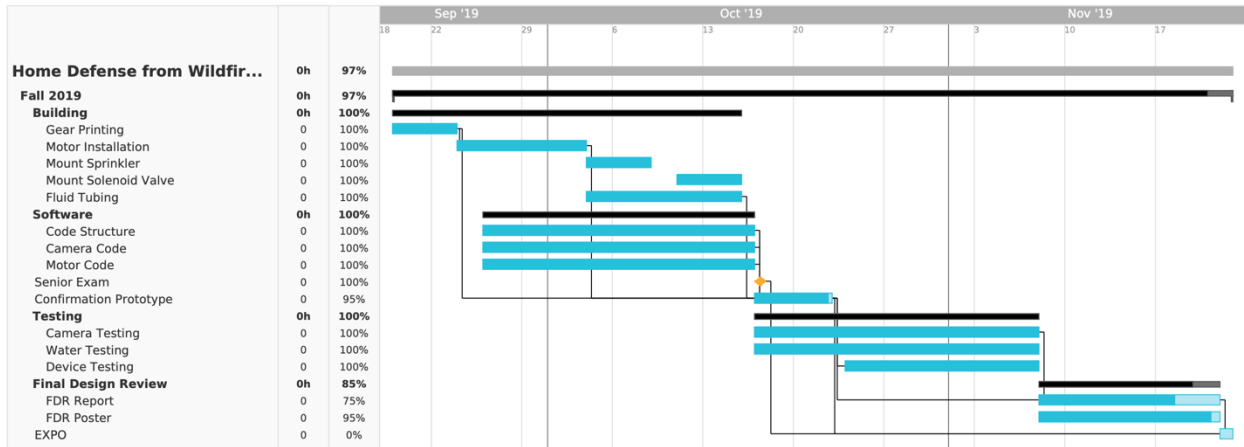 Sep '19 Oct '19 Nov '19
18 22 29 6 13 20 27 3 10 17
Home Defense from Wildfir... 0h 97%
Fall 2019 0h 97%
Building 0h 100%
Gear Printing 0 100%
Motor Installation 0 100%
Mount Sprinkler 0 100%
Mount Solenoid Valve 0 100%
Fluid Tubing 0 100%
Software 0h 100%
Code Structure 0 100%
Camera Code 0 100%
Motor Code 0 100%
Senior Exam 0 100%
Confirmation Prototype 0 95%
Testing 0h 100%
Camera Testing 0 100%
Water Testing 0 100%
Device Testing 0 100%
Final Design Review 0h 85%
FDR Report 0 75%
FDR Poster 0 95%
EXPO 0 0%